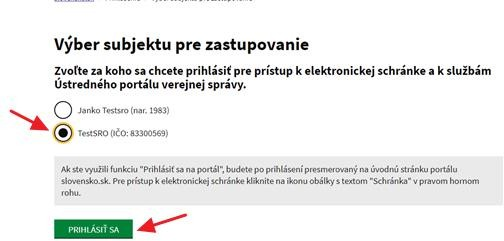 Výber subjektu pre zastupovanie
Zvoľte za koho sa chcete prihlásiť pre prístup k elektronickej schránke a k službám
Ústredného portálu verejnej správy.
Janko Testsro (nar. 1983)
TestSRO (IČO: 83300569)
Ak ste využili funkciu "Prihlásiť sa na portál", budete po prihlásení presmerovaný na úvodnú stránku portálu
slovensko.sk. Pre prístup k elektronickej schránke kliknite na ikonu obálky s textom "Schránka" v pravom hornom
rohu.
PRIHLÁSIŤ SA